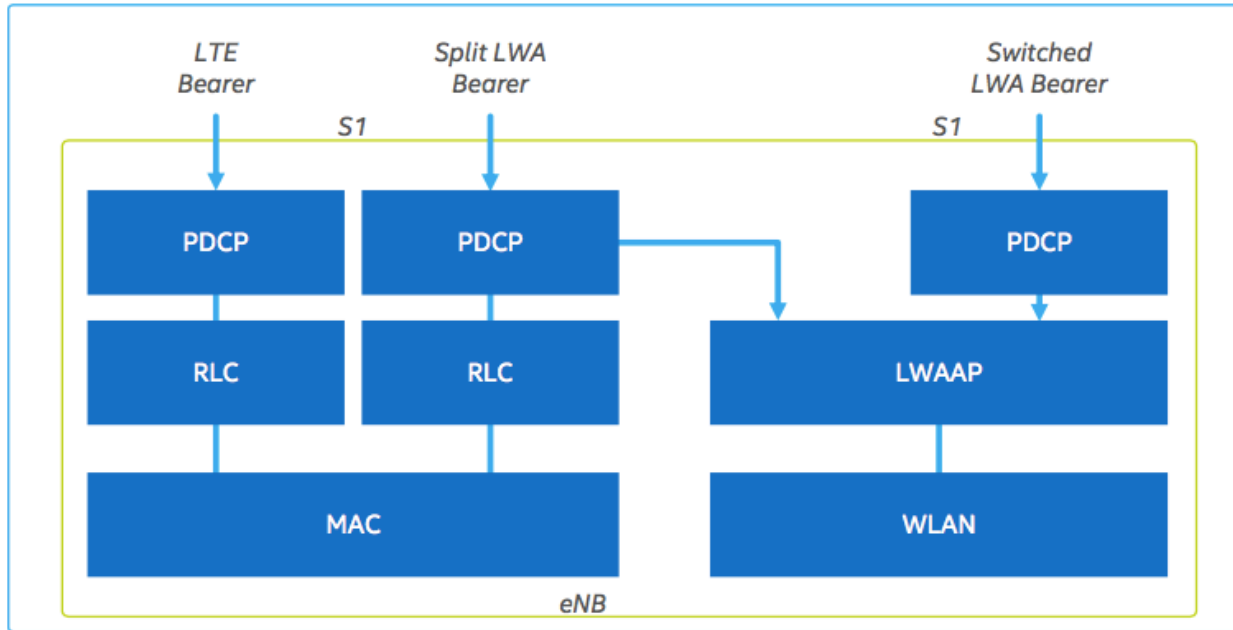 LTE
Bearer
Split LWA
Bearer
Switched
LWA Bearer
S1
S1
PDCP
PDCP
PDCP
RLC
RLC
LWAAP
MAC
WLAN
eNB